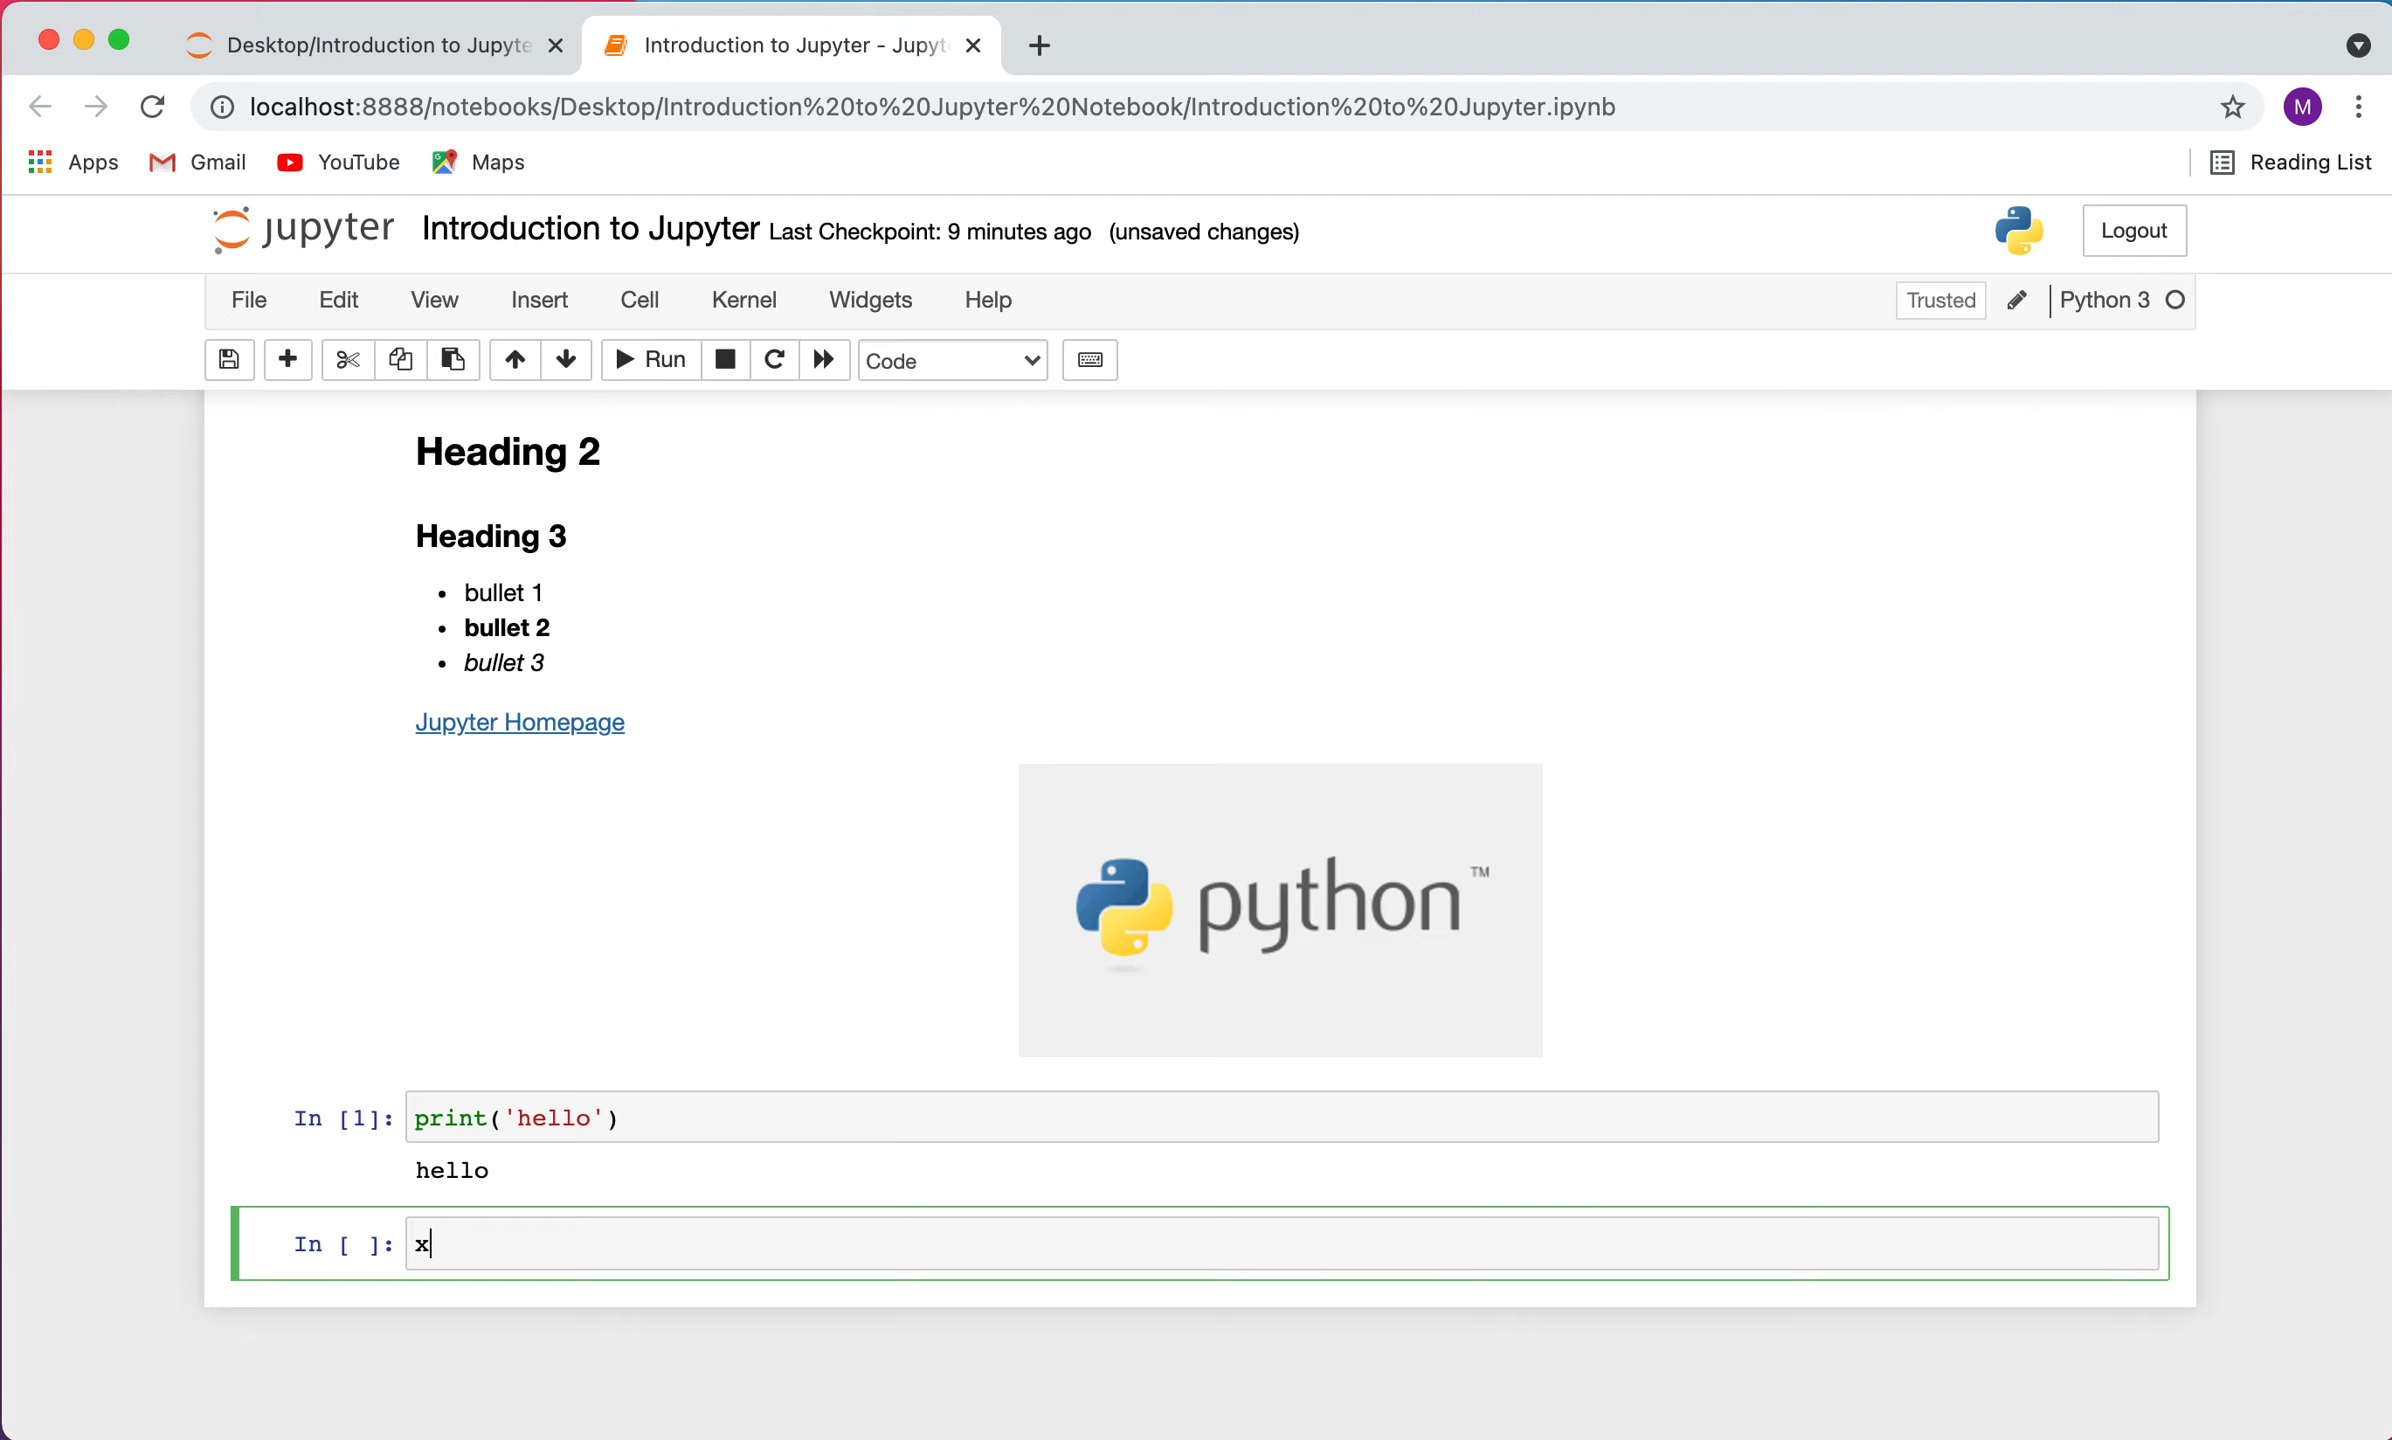 Desktop/Introduction to Jupyte
Introduction to Jupyter - Jupyt
localhost:8888/notebooks/Desktop/Introduction%20to%20Jupyter%20Notebook/Introduction%20to%20Jupyter.ipynb
M
Apps Gmail YouTube Maps Reading List
jupyter Introduction to Jupyter Last Checkpoint: 9 minutes ago (unsaved changes) Logout
File Edit View Insert Cell Kernel Widgets Help Trusted Python 3
Run Code
Heading 2
Heading 3
• bullet 1
• bullet 2
• bullet 3
Jupyter Homepage
python™
In [1]: print('hello')
hello
In [ ]: x